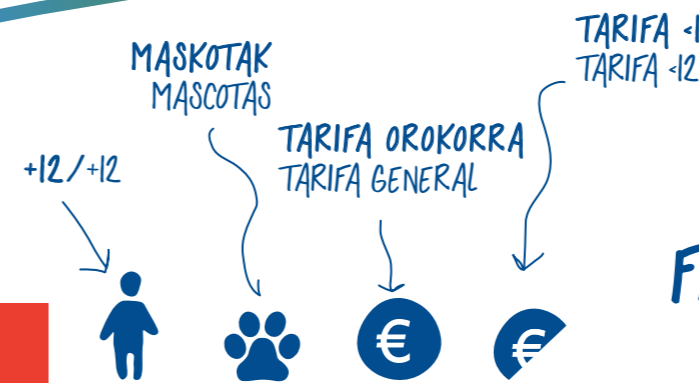 MASKOTAK
MASCOTAS
TARIFA
TARIFA <12
TARIFA OROKORRA
TARIFA GENERAL
+12/+12
€
€